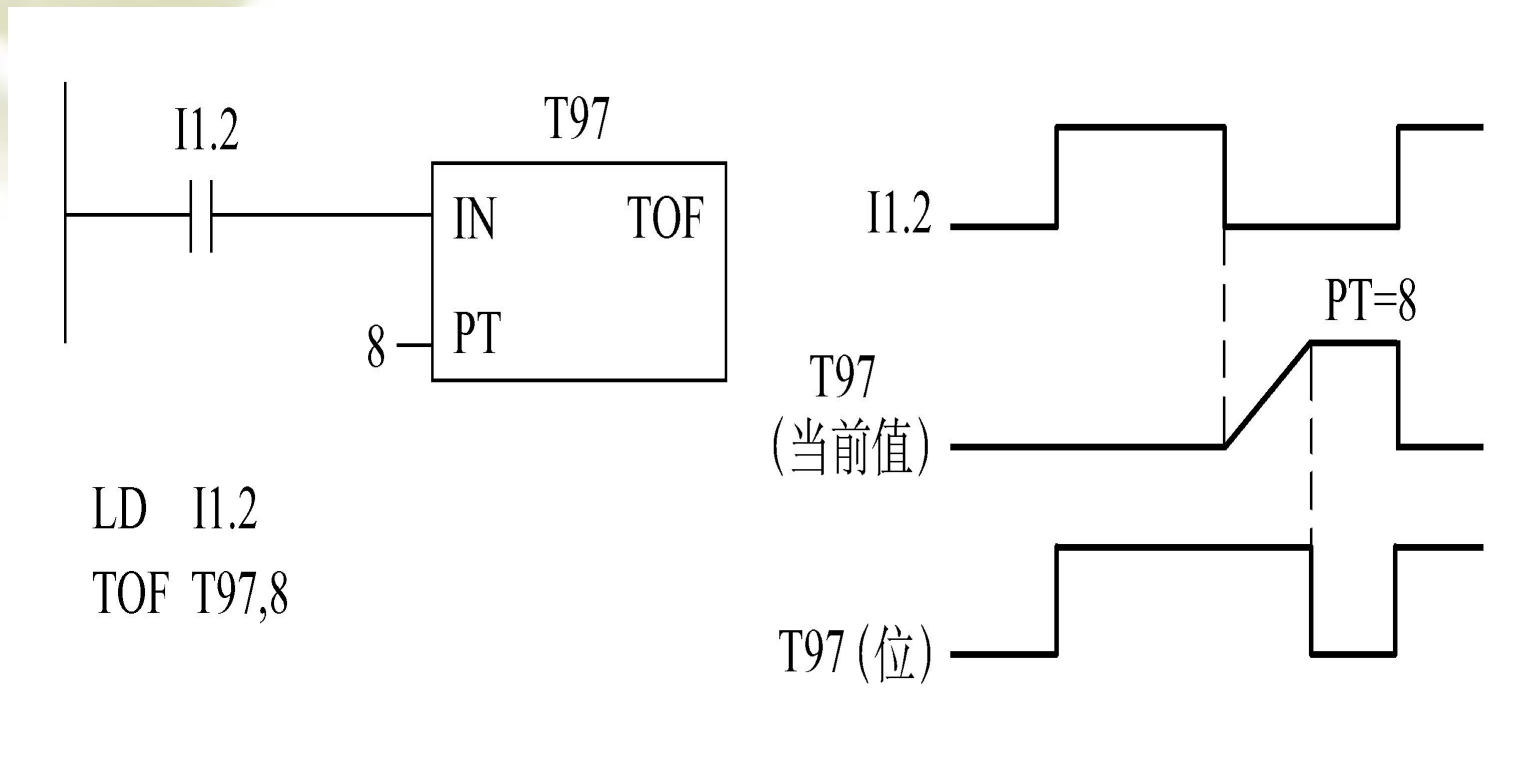 I1.2
T97
IN TOF
8 PT
LD I1.2
TOF T97,8
I1.2
PT=8
T97
(当前值)
T97(位)